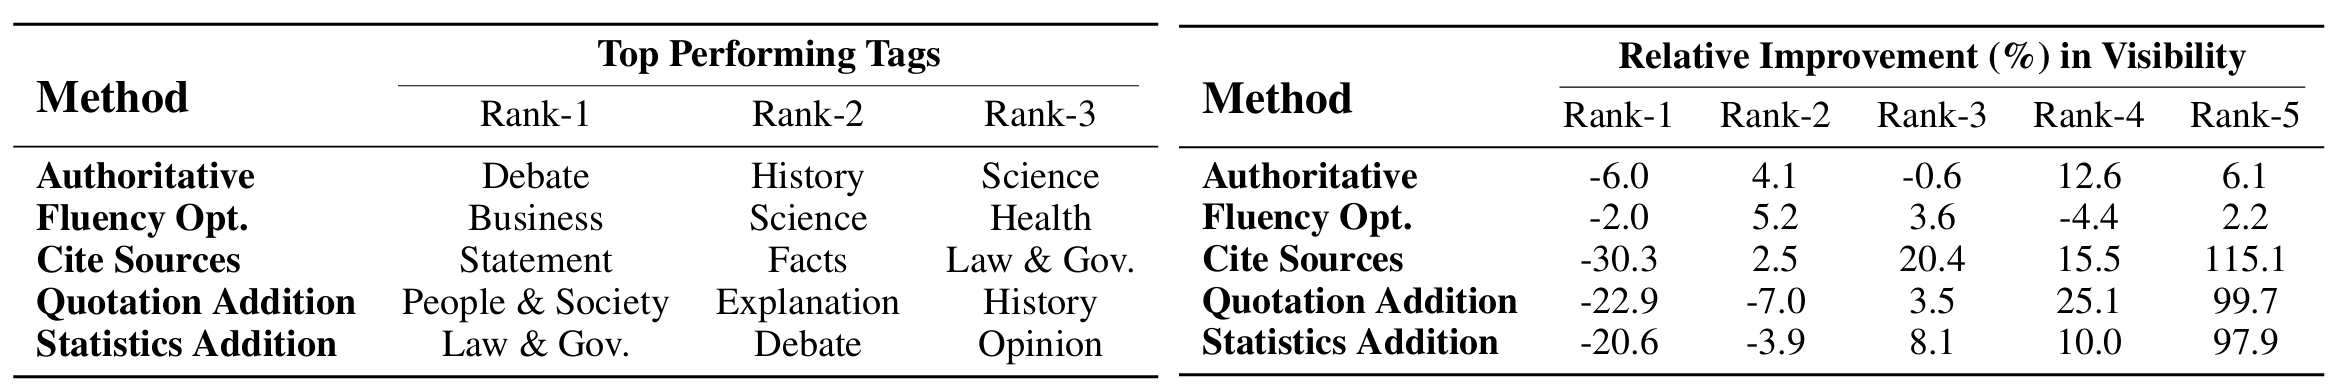 Method Top Performing Tags
Rank-1 Rank-2 Rank-3
Authoritative Debate History Science
Fluency Opt. Business Science Health
Cite Sources Statement Facts Law & Gov.
Quotation Addition People & Society Explanation History
Statistics Addition Law & Gov. Debate Opinion
Method Relative Improvement (%) in Visibility
Rank-1 Rank-2 Rank-3 Rank-4 Rank-5
Authoritative -6.0 4.1 -0.6 12.6 6.1
Fluency Opt. -2.0 5.2 3.6 -4.4 2.2
Cite Sources -30.3 2.5 20.4 15.5 115.1
Quotation Addition -22.9 -7.0 3.5 25.1 99.7
Statistics Addition -20.6 -3.9 8.1 10.0 97.9